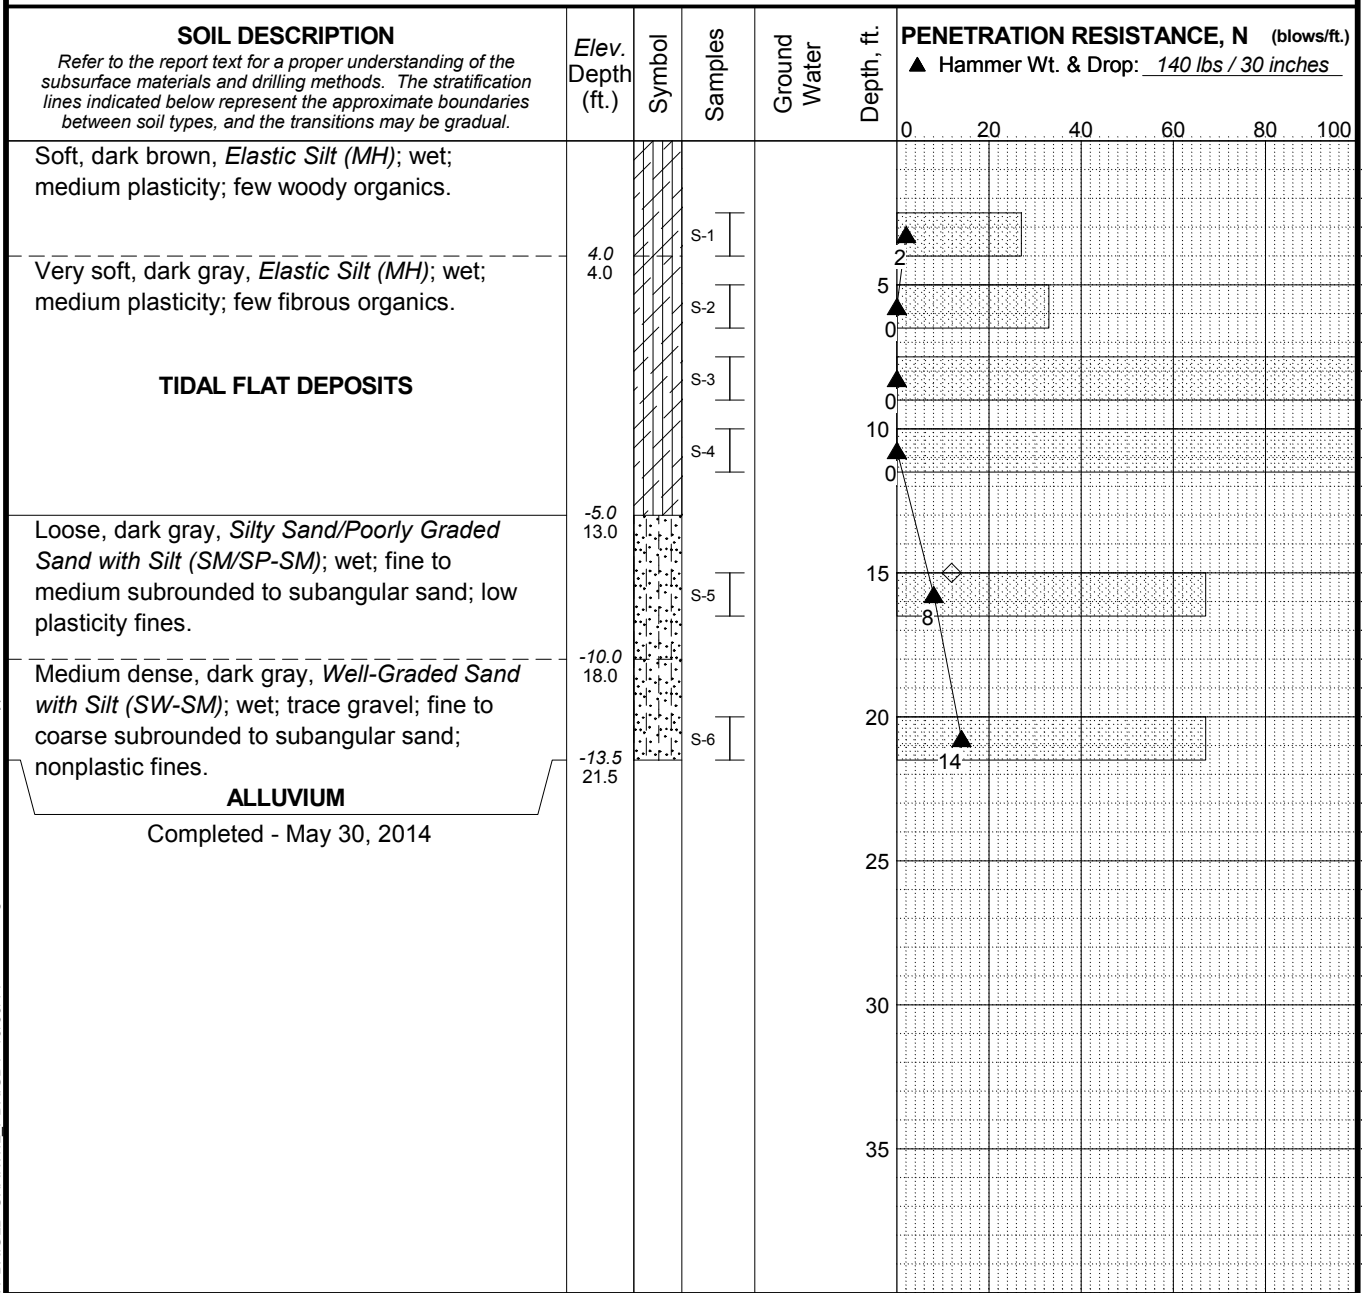 SOIL DESCRIPTION
Refer to the report text for a proper understanding of the
subsurface materials and drilling methods. The stratification
lines indicated below represent the approximate boundaries
between soil types, and the transitions may be gradual.
Elev.
Depth
(ft.)
Symbol
Samples
Ground
Water
Depth, ft.
PENETRATION RESISTANCE, N (blows/ft.)
▲ Hammer Wt. & Drop: 140 lbs / 30 inches
0 20 40 60 80 100
Soft, dark brown, Elastic Silt (MH); wet;
medium plasticity; few woody organics.
S-1
2
4.0
4.0
Very soft, dark gray, Elastic Silt (MH); wet;
medium plasticity; few fibrous organics.
5
S-2
0
TIDAL FLAT DEPOSITS
S-3
0
10
S-4
0
-5.0
13.0
Loose, dark gray, Silty Sand/Poorly Graded
Sand with Silt (SM/SP-SM); wet; fine to
medium subrounded to subangular sand; low
plasticity fines.
15
S-5
8
-10.0
18.0
Medium dense, dark gray, Well-Graded Sand
with Silt (SW-SM); wet; trace gravel; fine to
coarse subrounded to subangular sand;
nonplastic fines.
20
S-6
14
-13.5
21.5
ALLUVIUM
Completed - May 30, 2014
25
30
35